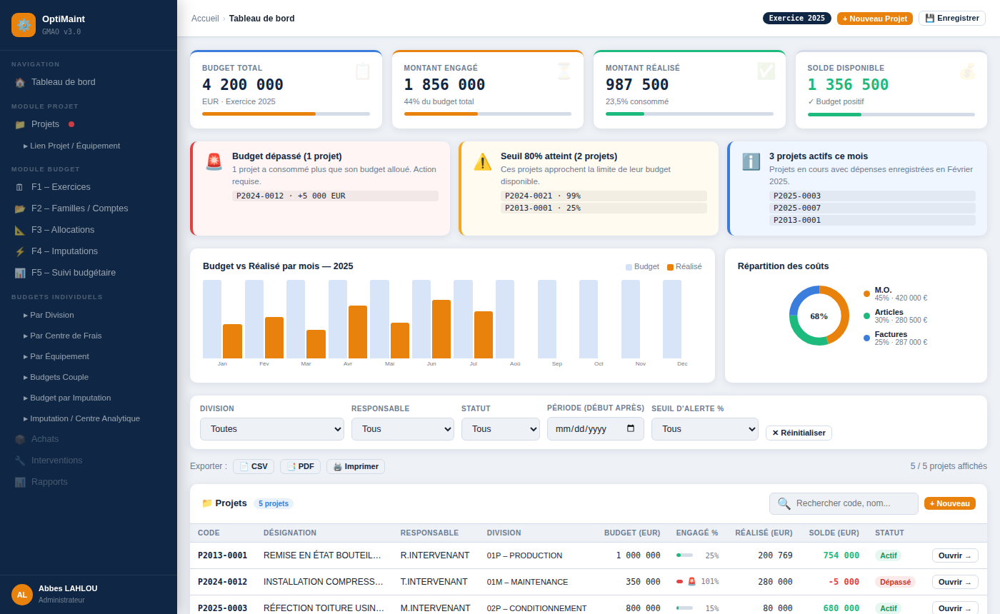 OptiMaint
GMAO v3.0
NAVIGATION
Tableau de bord
MODULE PROJET
Projets
▸ Lien Projet / Équipement
MODULE BUDGET
F1 – Exercices
F2 – Familles / Comptes
F3 – Allocations
F4 – Imputations
F5 – Suivi budgétaire
BUDGETS INDIVIDUELS
▸ Par Division
▸ Par Centre de Frais
▸ Par Équipement
▸ Budgets Couple
▸ Budget par Imputation
▸ Imputation / Centre Analytique
Achats
Interventions
Rapports
AL
Abbes LAHLOU
Administrateur
Accueil › Tableau de bord
Exercice 2025
+ Nouveau Projet
💾 Enregistrer
BUDGET TOTAL
4 200 000
EUR · Exercice 2025
MONTANT ENGAGÉ
1 856 000
44% du budget total
MONTANT RÉALISÉ
987 500
23,5% consommé
SOLDE DISPONIBLE
1 356 500
✓ Budget positif
Budget dépassé (1 projet)
1 projet a consommé plus que son budget alloué. Action
requise.
P2024-0012 · +5 000 EUR
Seuil 80% atteint (2 projets)
Ces projets approchent la limite de leur budget
disponible.
P2024-0021 · 99%
P2013-0001 · 25%
3 projets actifs ce mois
Projets en cours avec dépenses enregistrées en Février
2025.
P2025-0003
P2025-0007
P2013-0001
Budget vs Réalisé par mois — 2025
Budget Réalisé
Jan Fév Mar Avr Mai Jun Jul Aoû Sep Oct Nov Déc
Répartition des coûts
68%
M.O.
45% · 420 000 €
Articles
30% · 280 500 €
Factures
25% · 287 000 €
DIVISION
Toutes
RESPONSABLE
Tous
STATUT
Tous
PÉRIODE (DÉBUT APRÈS)
mm/dd/yyyy
SEUIL D'ALERTE %
Tous
✕ Réinitialiser
Exporter : CSV PDF Imprimer
5 / 5 projets affichés
Projets 5 projets
Rechercher code, nom...
+ Nouveau
CODE DÉSIGNATION RESPONSABLE DIVISION BUDGET (EUR) ENGAGÉ % RÉALISÉ (EUR) SOLDE (EUR) STATUT
P2013-0001 REMISE EN ÉTAT BOUTEIL… R.INTERVENANT 01P – PRODUCTION 1 000 000 25% 200 769 754 000 Actif Ouvrir →
P2024-0012 INSTALLATION COMPRESS… T.INTERVENANT 01M – MAINTENANCE 350 000 🚨 101% 280 000 -5 000 Dépassé Ouvrir →
P2025-0003 RÉFECTION TOITURE USIN… M.INTERVENANT 02P – CONDITIONNEMENT 800 000 15% 80 000 680 000 Actif Ouvrir →